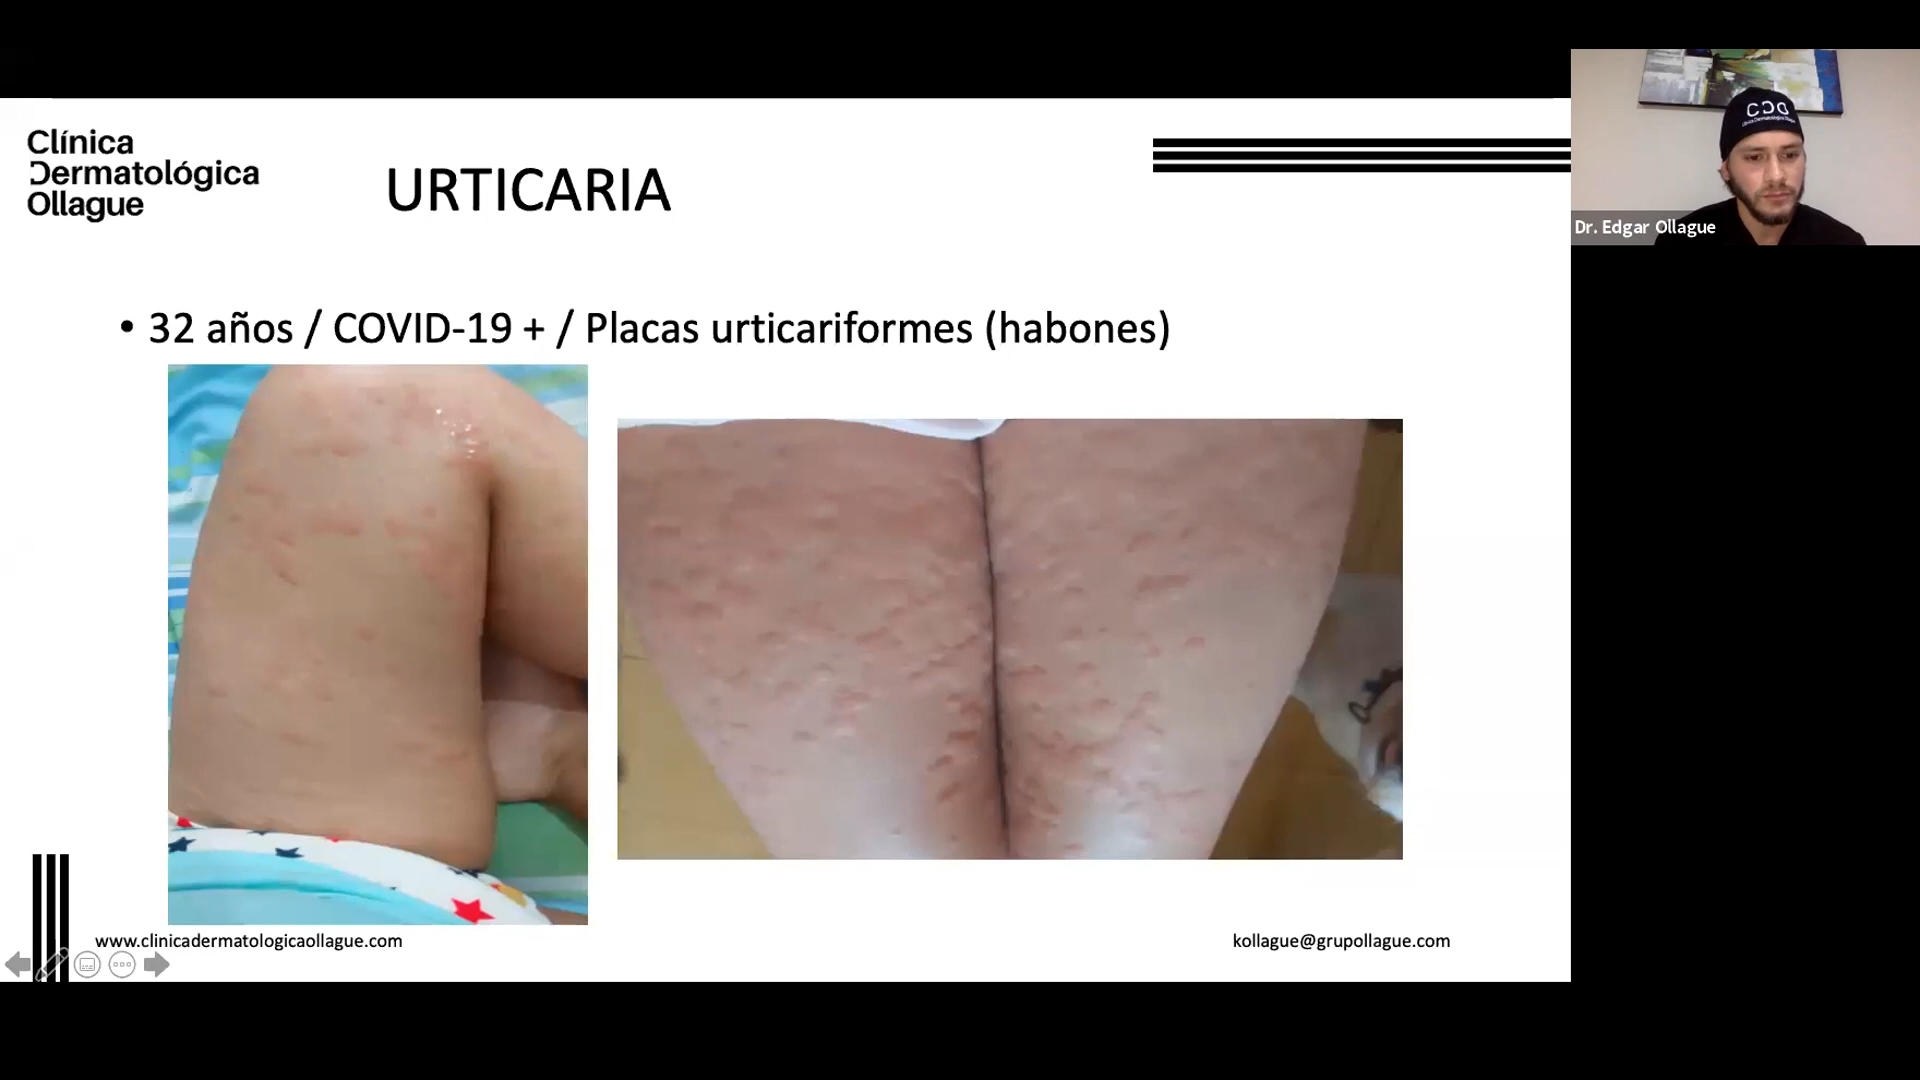 Clínica
Dermatológica
Ollague
URTICARIA
• 32 años / COVID-19 + / Placas urticariformes (habones)
www.clinicadermatologicaollague.com
kollague@grupollague.com
CDO
Dr. Edgar Ollague